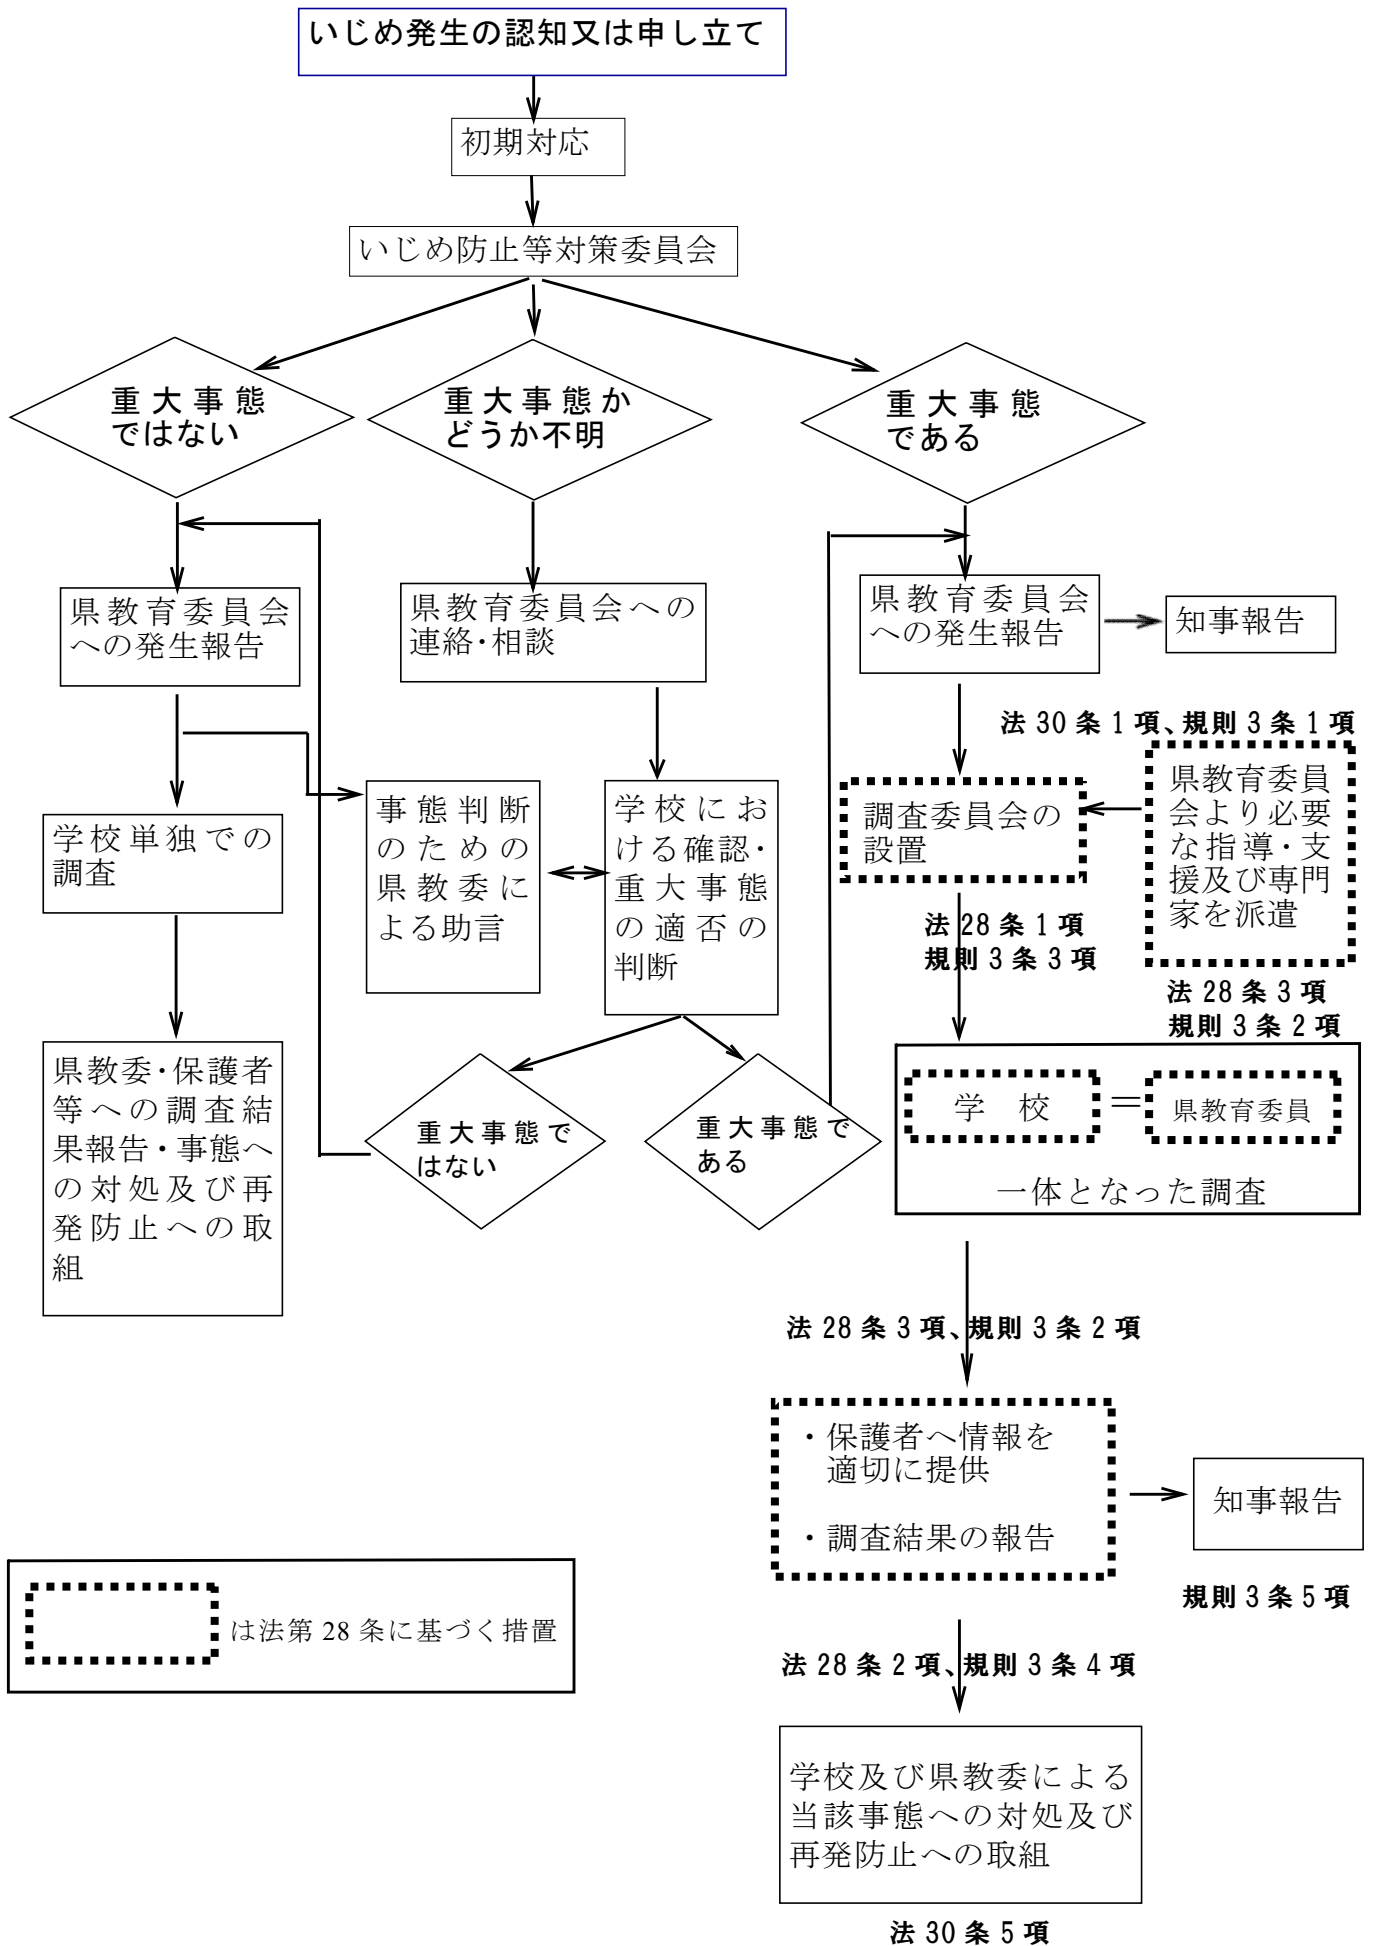 いじめ発生の認知又は申し立て
初期対応
いじめ防止等対策委員会
重大事態
ではない
重大事態か
どうか不明
重大事態
である
県教育委員会
への発生報告
県教育委員会への
連絡・相談
県教育委員会
への発生報告
知事報告
法30条1項、規則3条1項
学校単独での
調査
事態判断
のための
県教委に
よる助言
学校にお
ける確認・
重大事態
の適否の
判断
調査委員会の
設置
県教育委員
会より必要
な指導・支
援及び専門
家を派遣
法28条1項
規則3条3項
法28条3項
規則3条2項
県教委・保護者
等への調査結
果報告・事態へ
の対処及び再
発防止への取
組
重大事態で
はない
重大事態で
ある
学 校
＝
県教育委員
一体となった調査
法28条3項、規則3条2項
・保護者へ情報を
適切に提供
・調査結果の報告
知事報告
規則3条5項
は法第28条に基づく措置
法28条2項、規則3条4項
学校及び県教委による
当該事態への対処及び
再発防止への取組
法30条5項